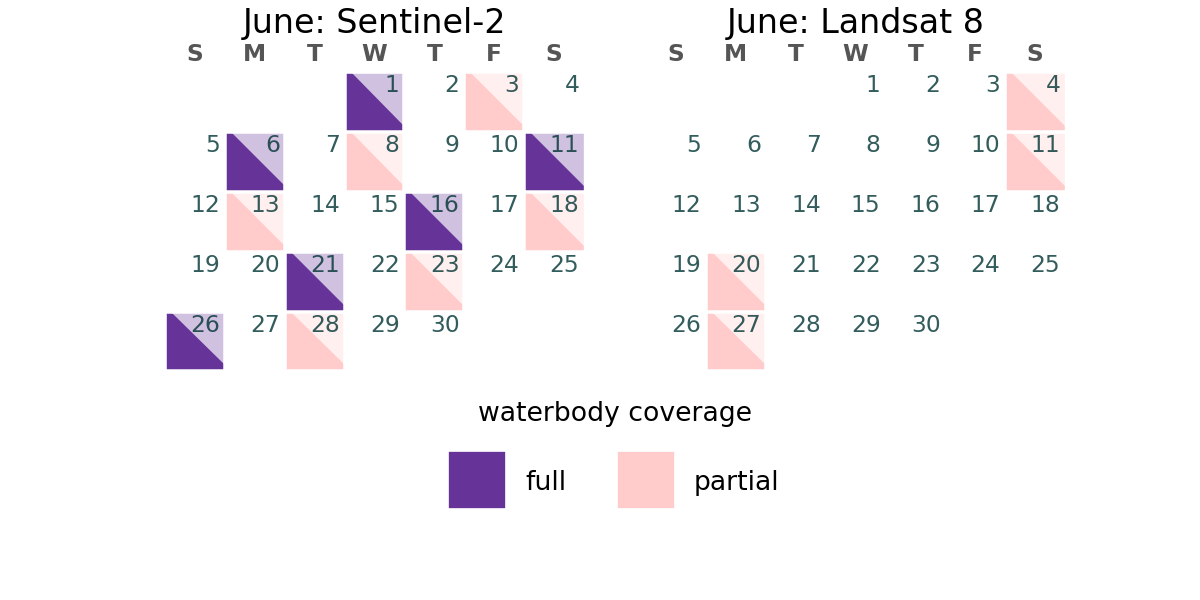 June: Sentinel-2
S M T W T F S
1 2 3 4
5 6 7 8 9 10 11
12 13 14 15 16 17 18
19 20 21 22 23 24 25
26 27 28 29 30
June: Landsat 8
S M T W T F S
1 2 3 4
5 6 7 8 9 10 11
12 13 14 15 16 17 18
19 20 21 22 23 24 25
26 27 28 29 30
waterbody coverage
full
partial